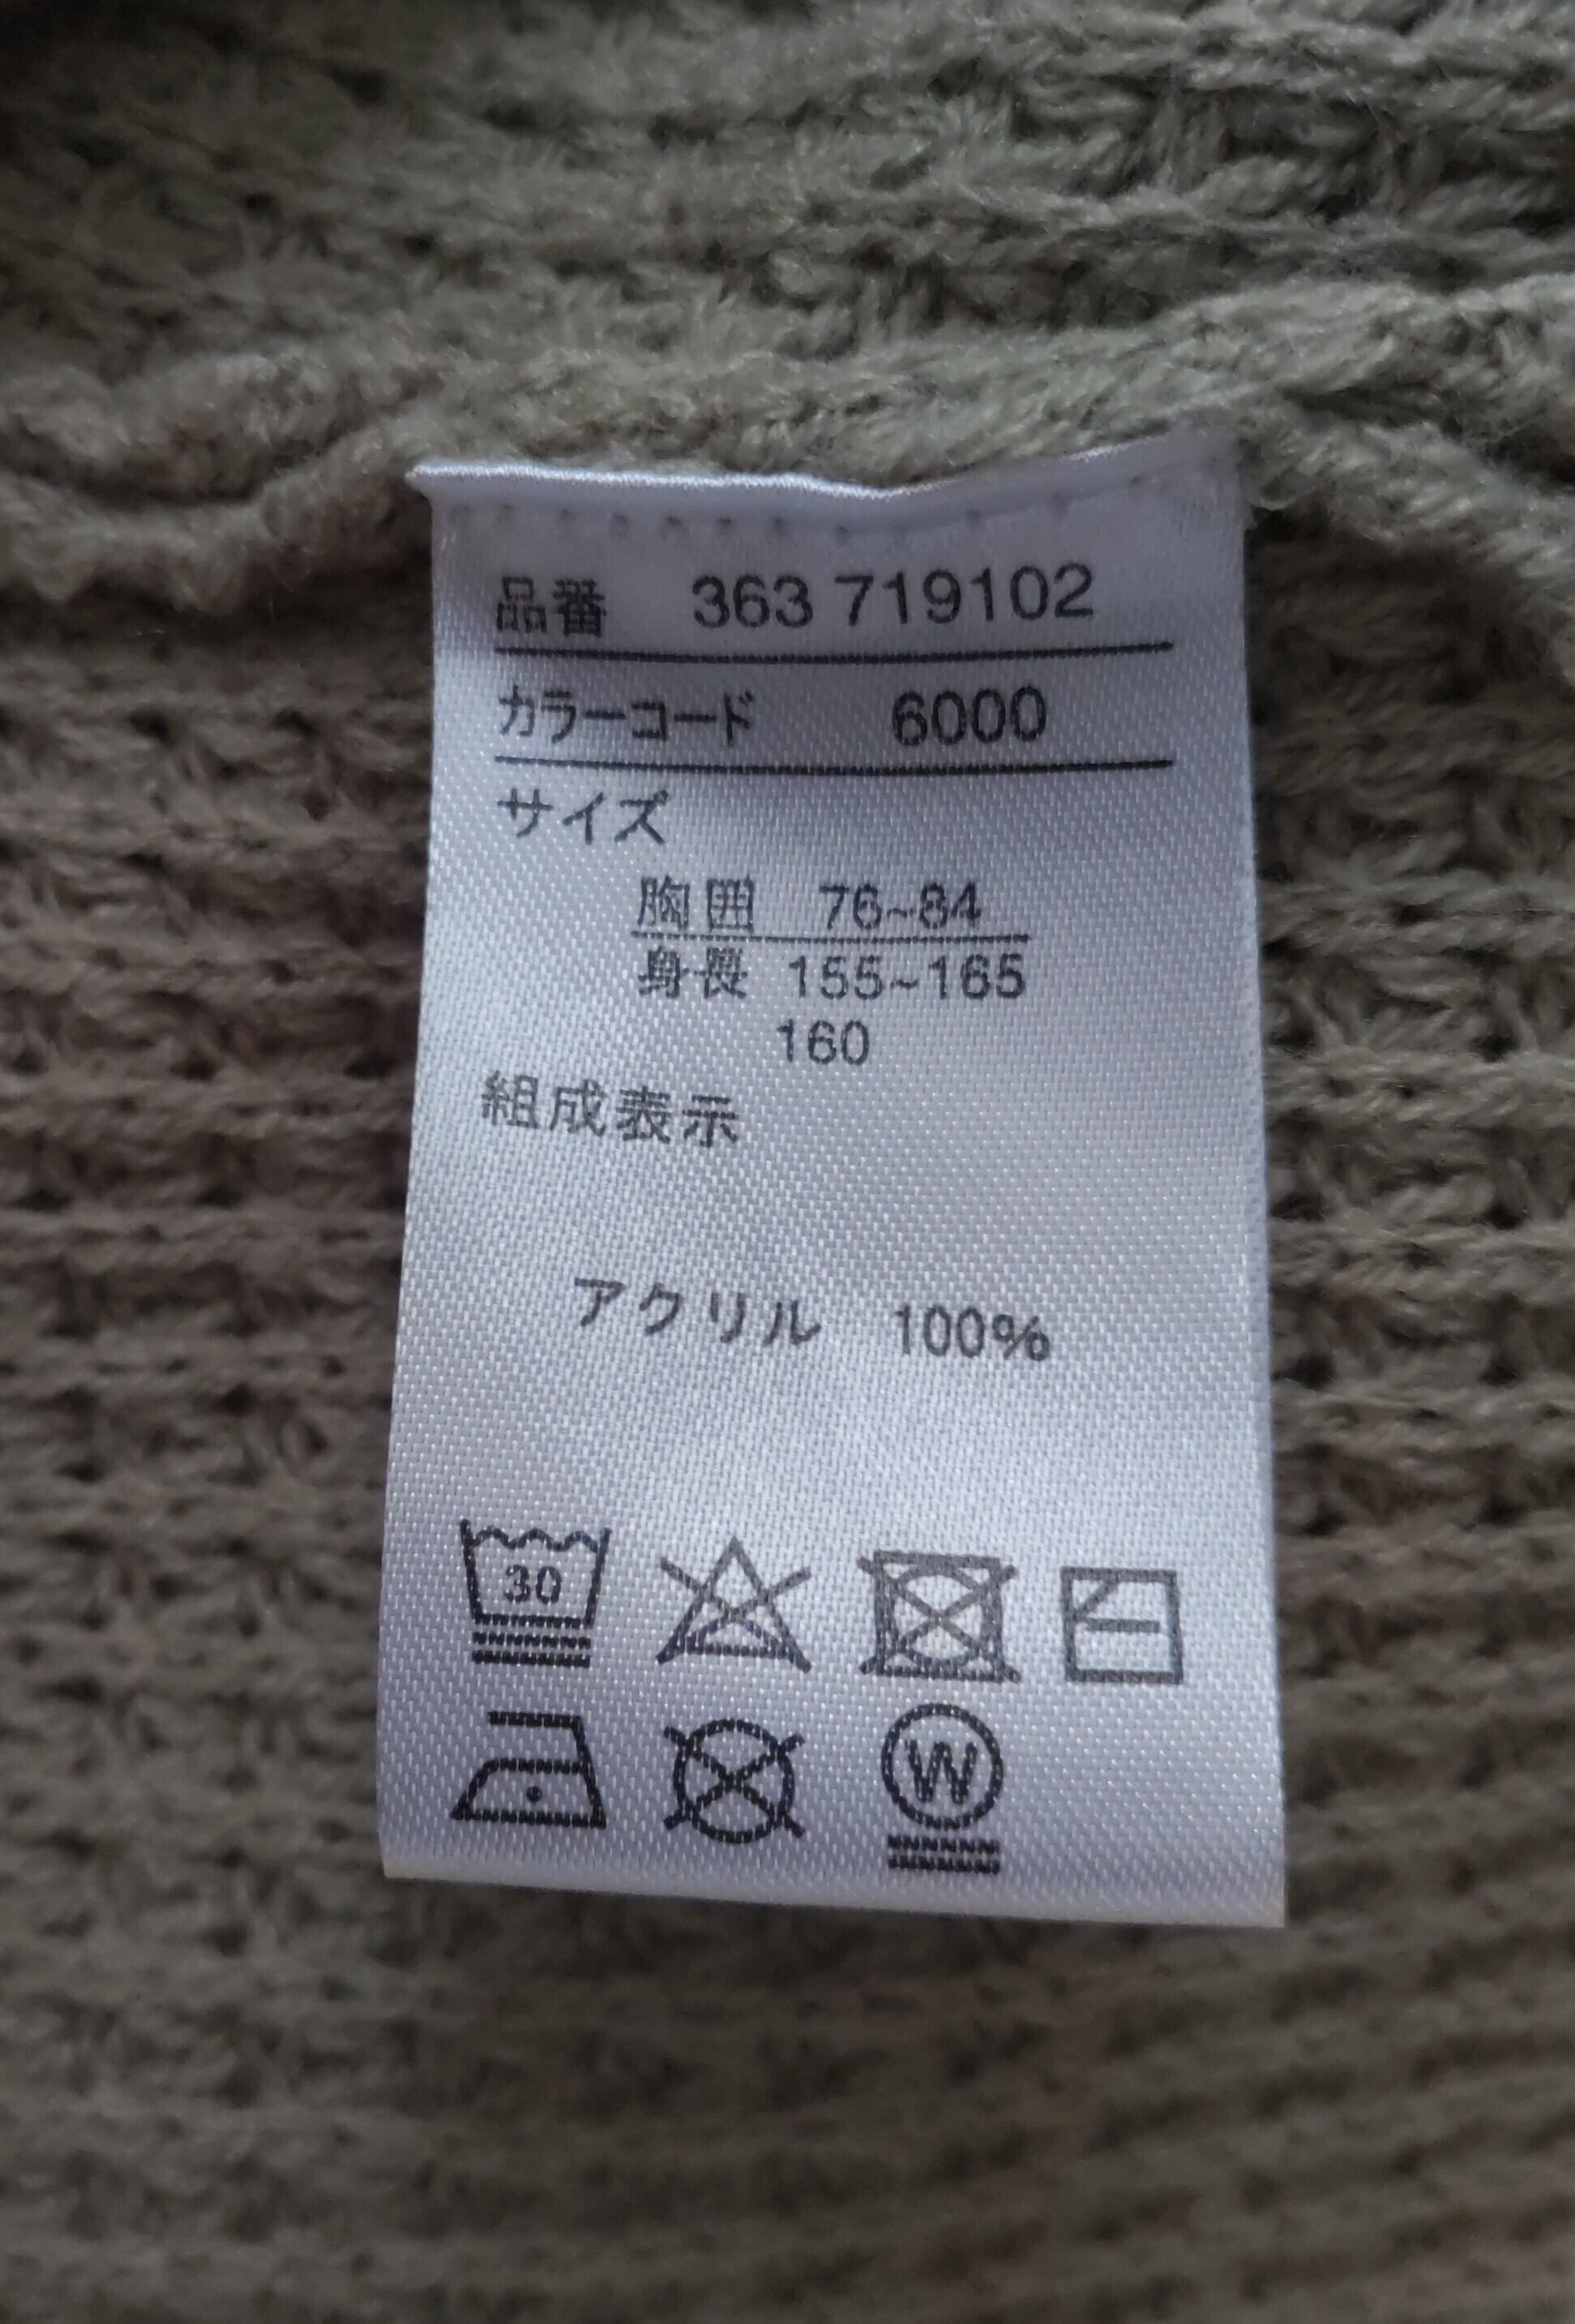 品番 363 719102
カラーコード 6000
サイズ
胸囲 76~84
身長 155~165
160
組成表示
アクリル 100%
30
W